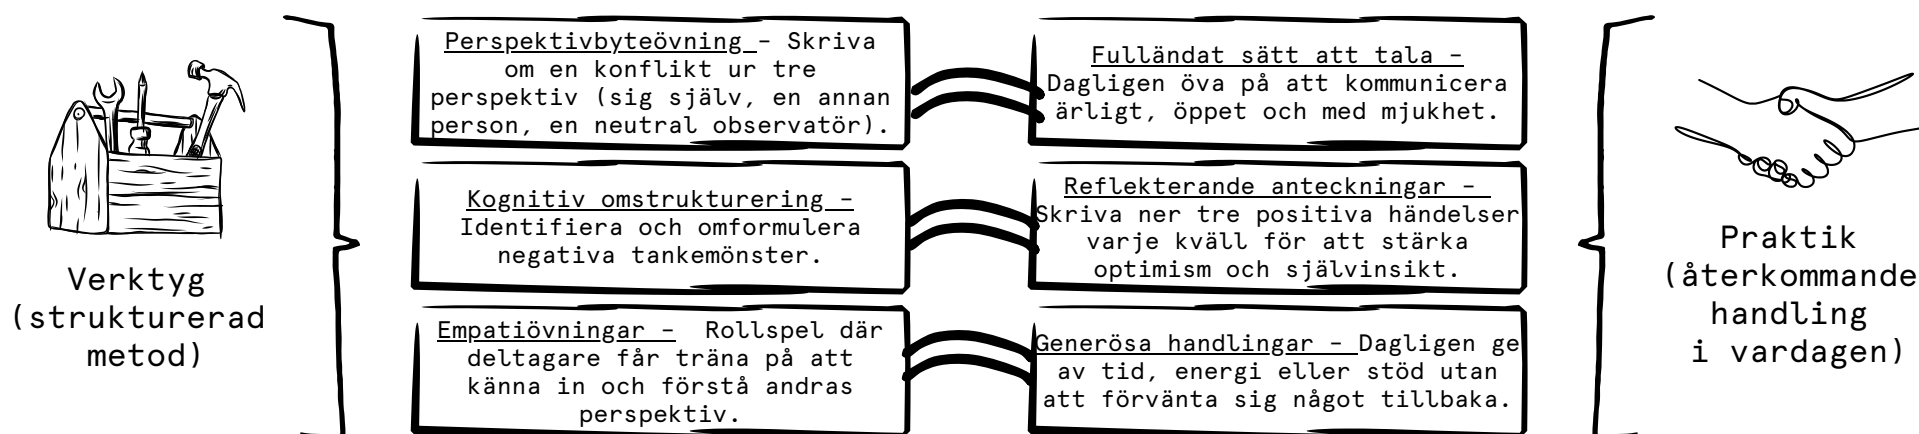 Verktyg
(strukturerad
metod)
Perspektivbyteövning – Skriva
om en konflikt ur tre
perspektiv (sig själv, en annan
person, en neutral observatör).
Fulländat sätt att tala –
Dagligen öva på att kommunicera
ärligt, öppet och med mjukhet.
Kognitiv omstrukturering –
Identifiera och omformulera
negativa tankemönster.
Reflekterande anteckningar –
Skriva ner tre positiva händelser
varje kväll för att stärka
optimism och självinsikt.
Empatiövningar – Rollspel där
deltagare får träna på att
känna in och förstå andras
perspektiv.
Generösa handlingar – Dagligen ge
av tid, energi eller stöd utan
att förvänta sig något tillbaka.
Praktik
(återkommande
handling
i vardagen)